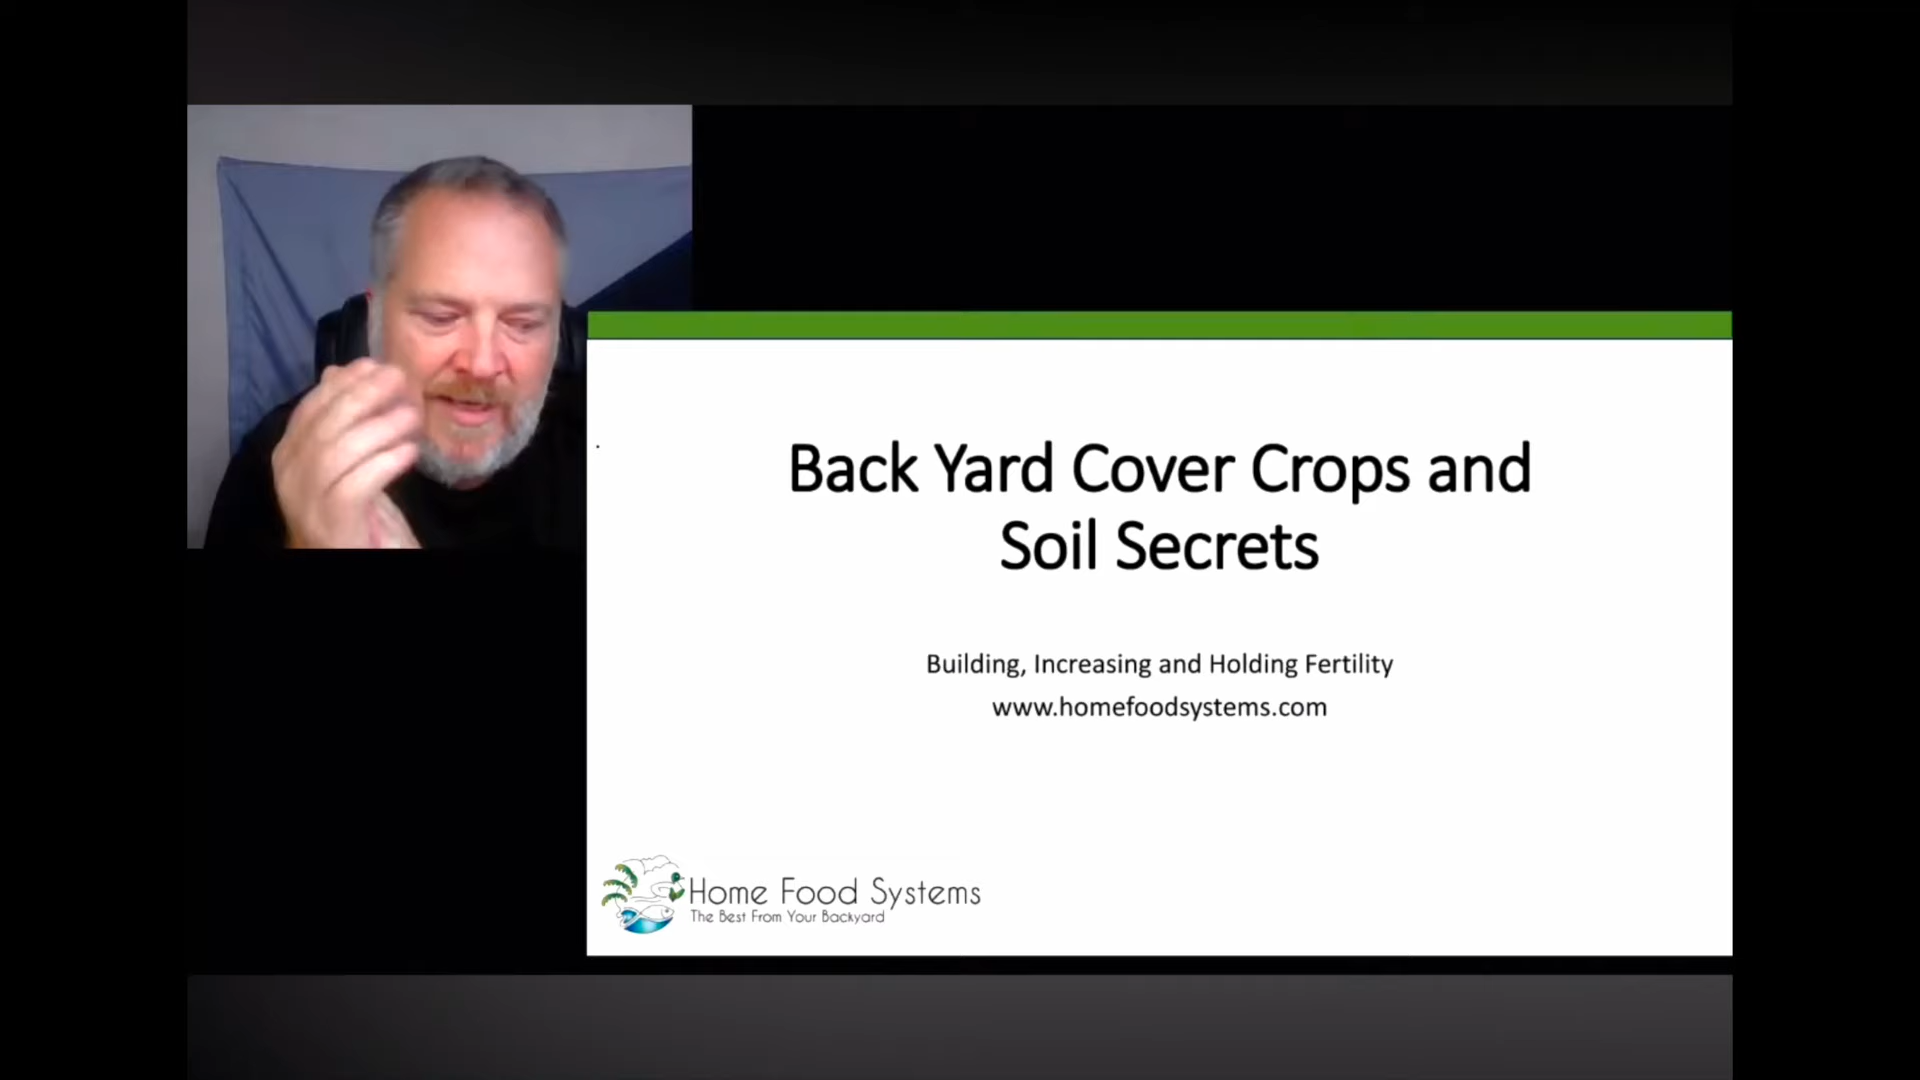 Back Yard Cover Crops and
Soil Secrets
Building, Increasing and Holding Fertility
www.homefoodsystems.com
Home Food Systems
The Best From Your Backyard